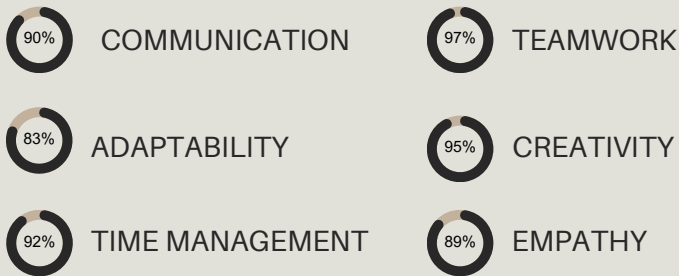 90% COMMUNICATION
97% TEAMWORK
83% ADAPTABILITY
95% CREATIVITY
92% TIME MANAGEMENT
89% EMPATHY